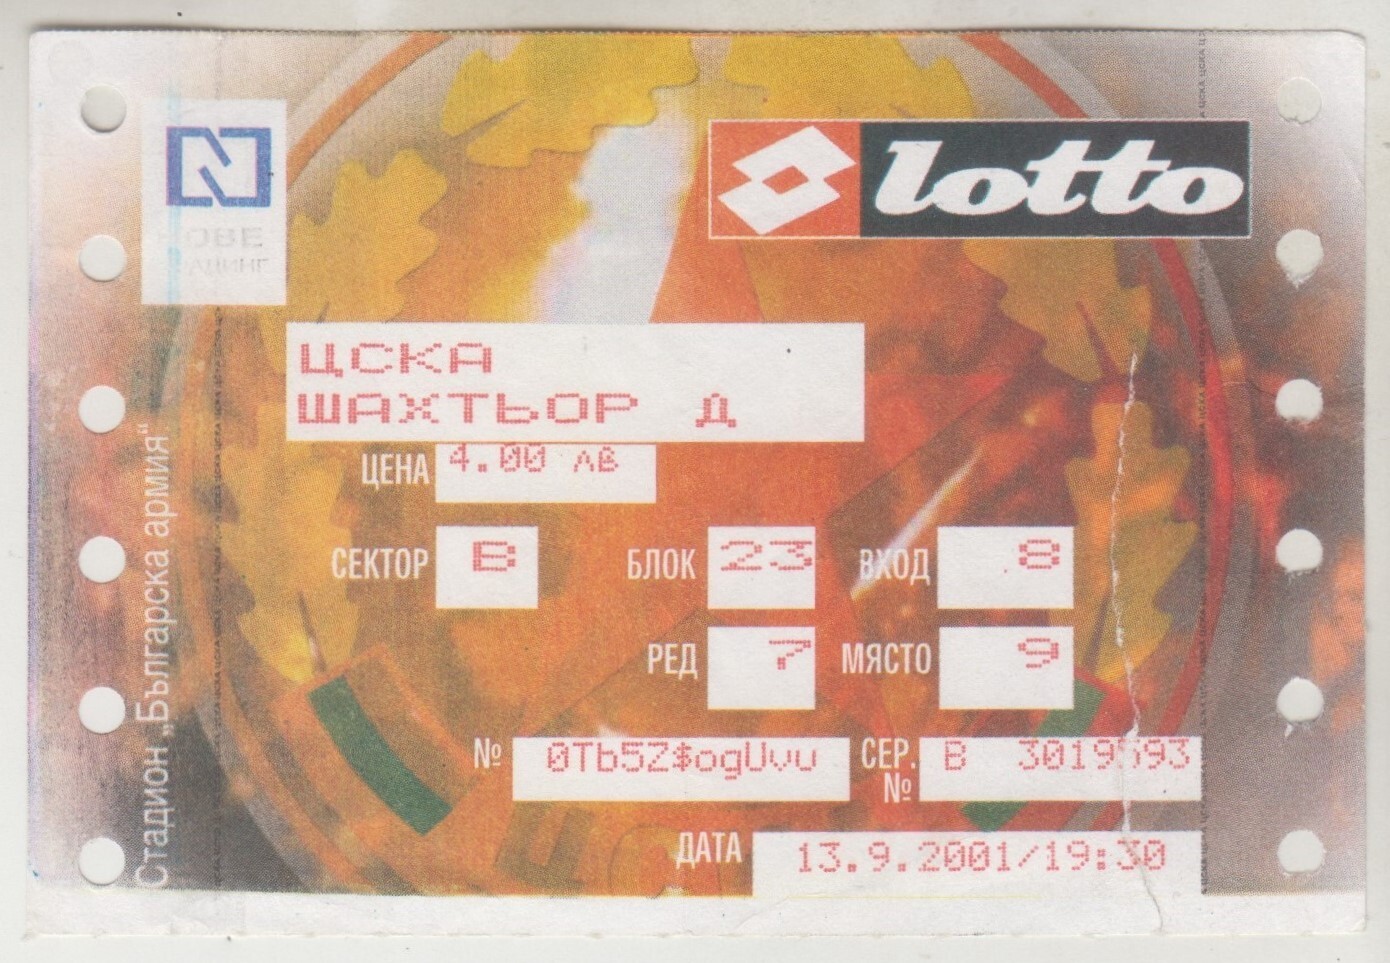 lotto
ЦСКА
ШАХТЬОР Д
ЦЕНА 4.00 лв
СЕКТОР В БЛОК 23 ВХОД 8
РЕД 7 МЯСТО 9
№ 0Tb5Z$ogUvu СЕР. № B 3019593
ДАТА 13.9.2001/19:30
Стадион „Българска армия“